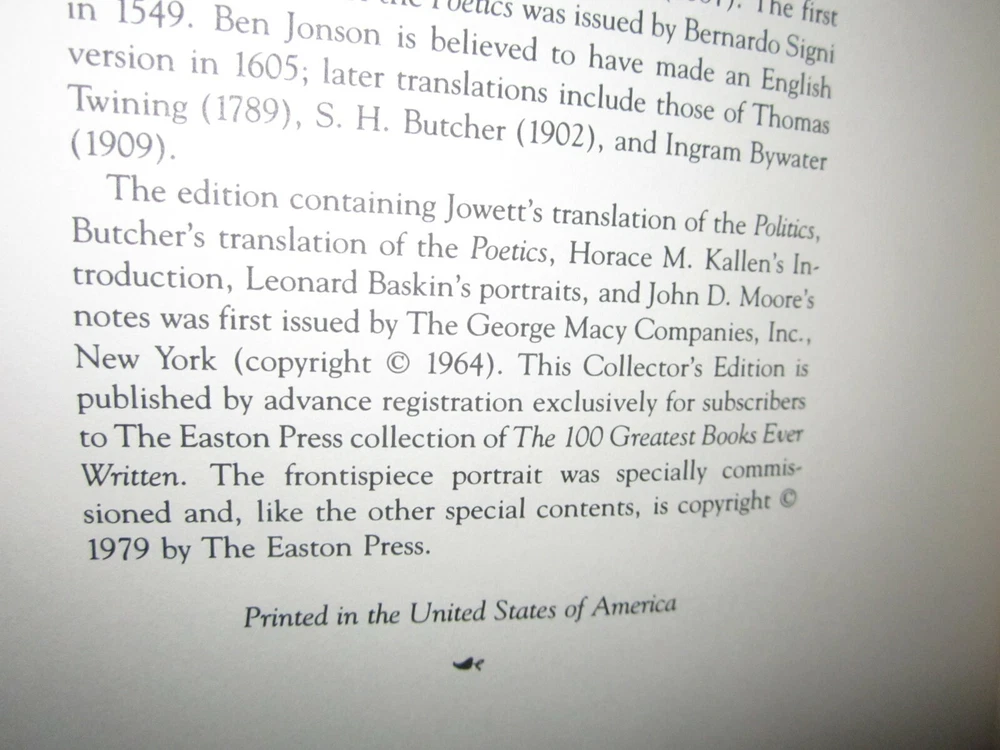 the Poetics was issued by Bernardo Signi
in 1549. Ben Jonson is believed to have made an English
version in 1605; later translations include those of Thomas
Twining (1789), S. H. Butcher (1902), and Ingram Bywater
(1909).
The edition containing Jowett's translation of the Politics,
Butcher's translation of the Poetics, Horace M. Kallen's In-
troduction, Leonard Baskin's portraits, and John D. Moore's
notes was first issued by The George Macy Companies, Inc.,
New York (copyright © 1964). This Collector's Edition is
published by advance registration exclusively for subscribers
to The Easton Press collection of The 100 Greatest Books Ever
Written. The frontispiece portrait was specially commis-
sioned and, like the other special contents, is copyright ©
1979 by The Easton Press.
Printed in the United States of America